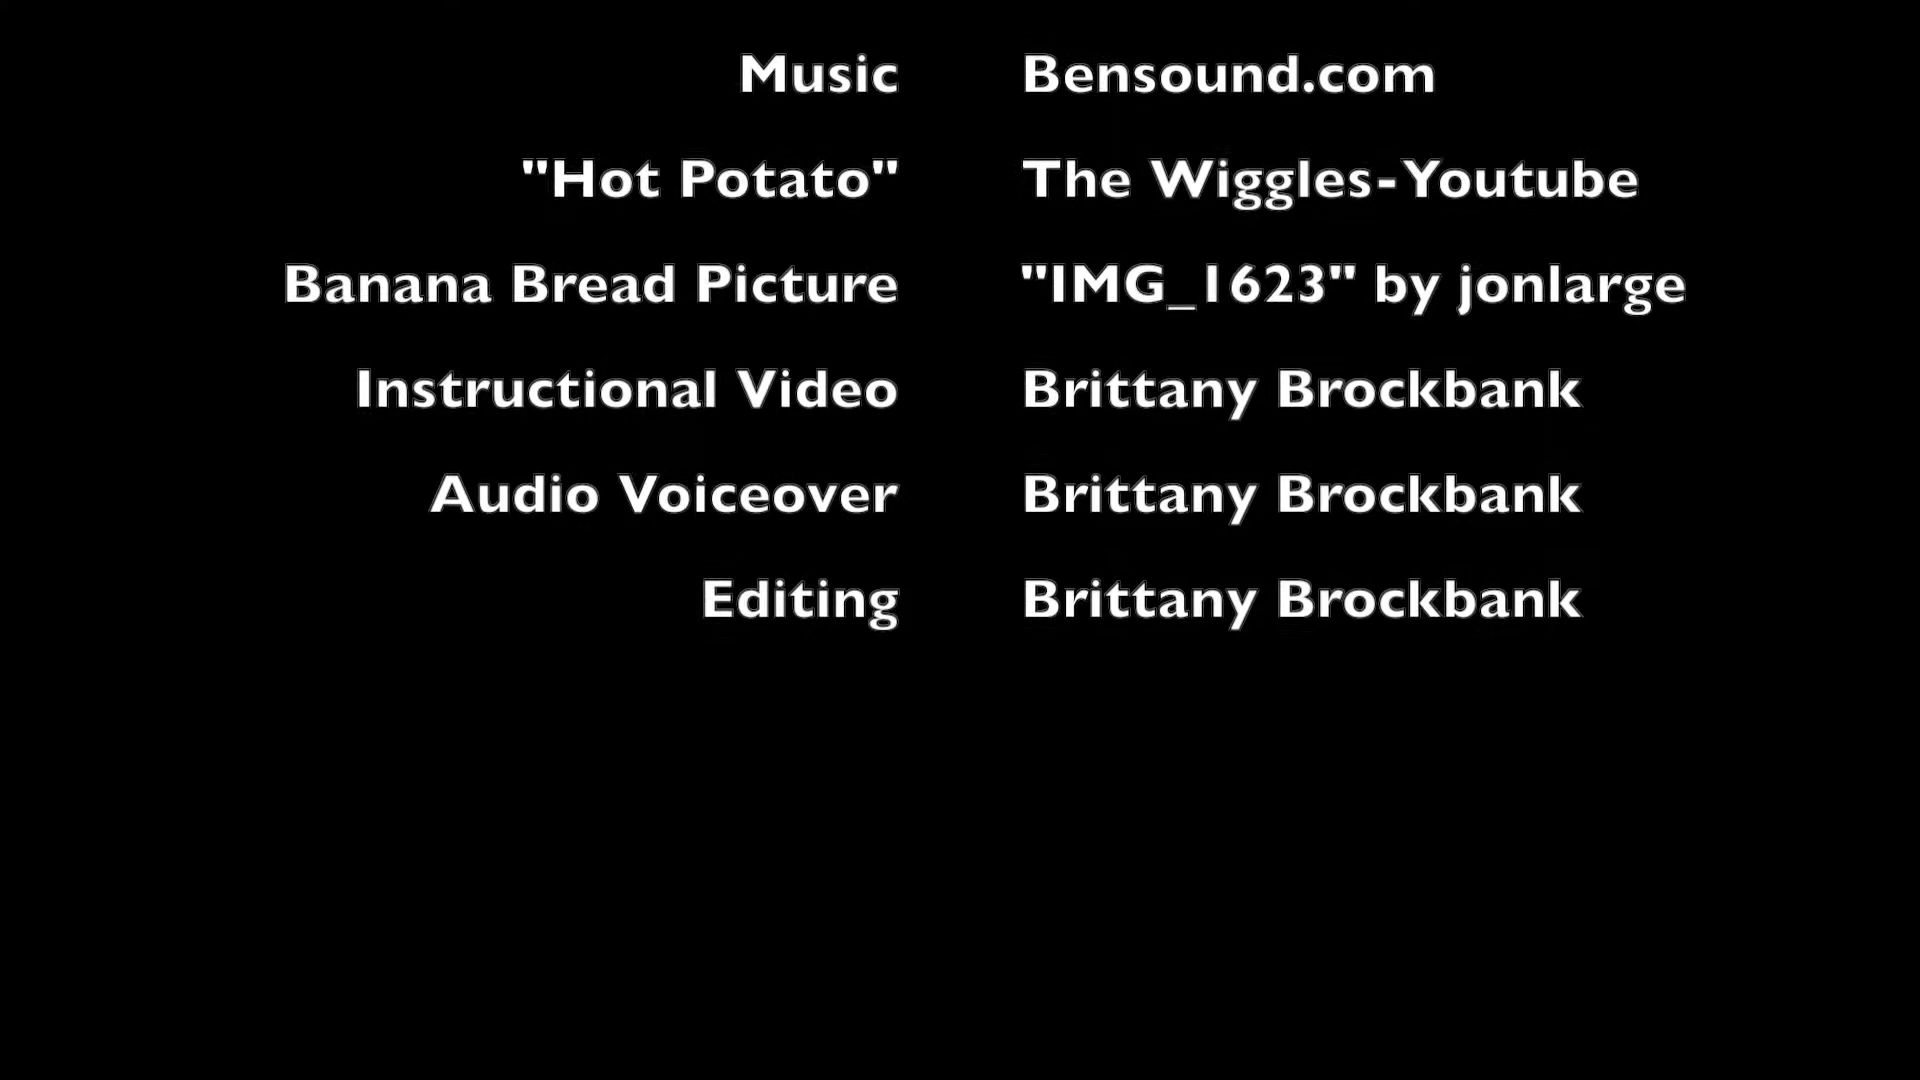 Music Bensound.com
"Hot Potato" The Wiggles-Youtube
Banana Bread Picture "IMG_1623" by jonlarge
Instructional Video Brittany Brockbank
Audio Voiceover Brittany Brockbank
Editing Brittany Brockbank